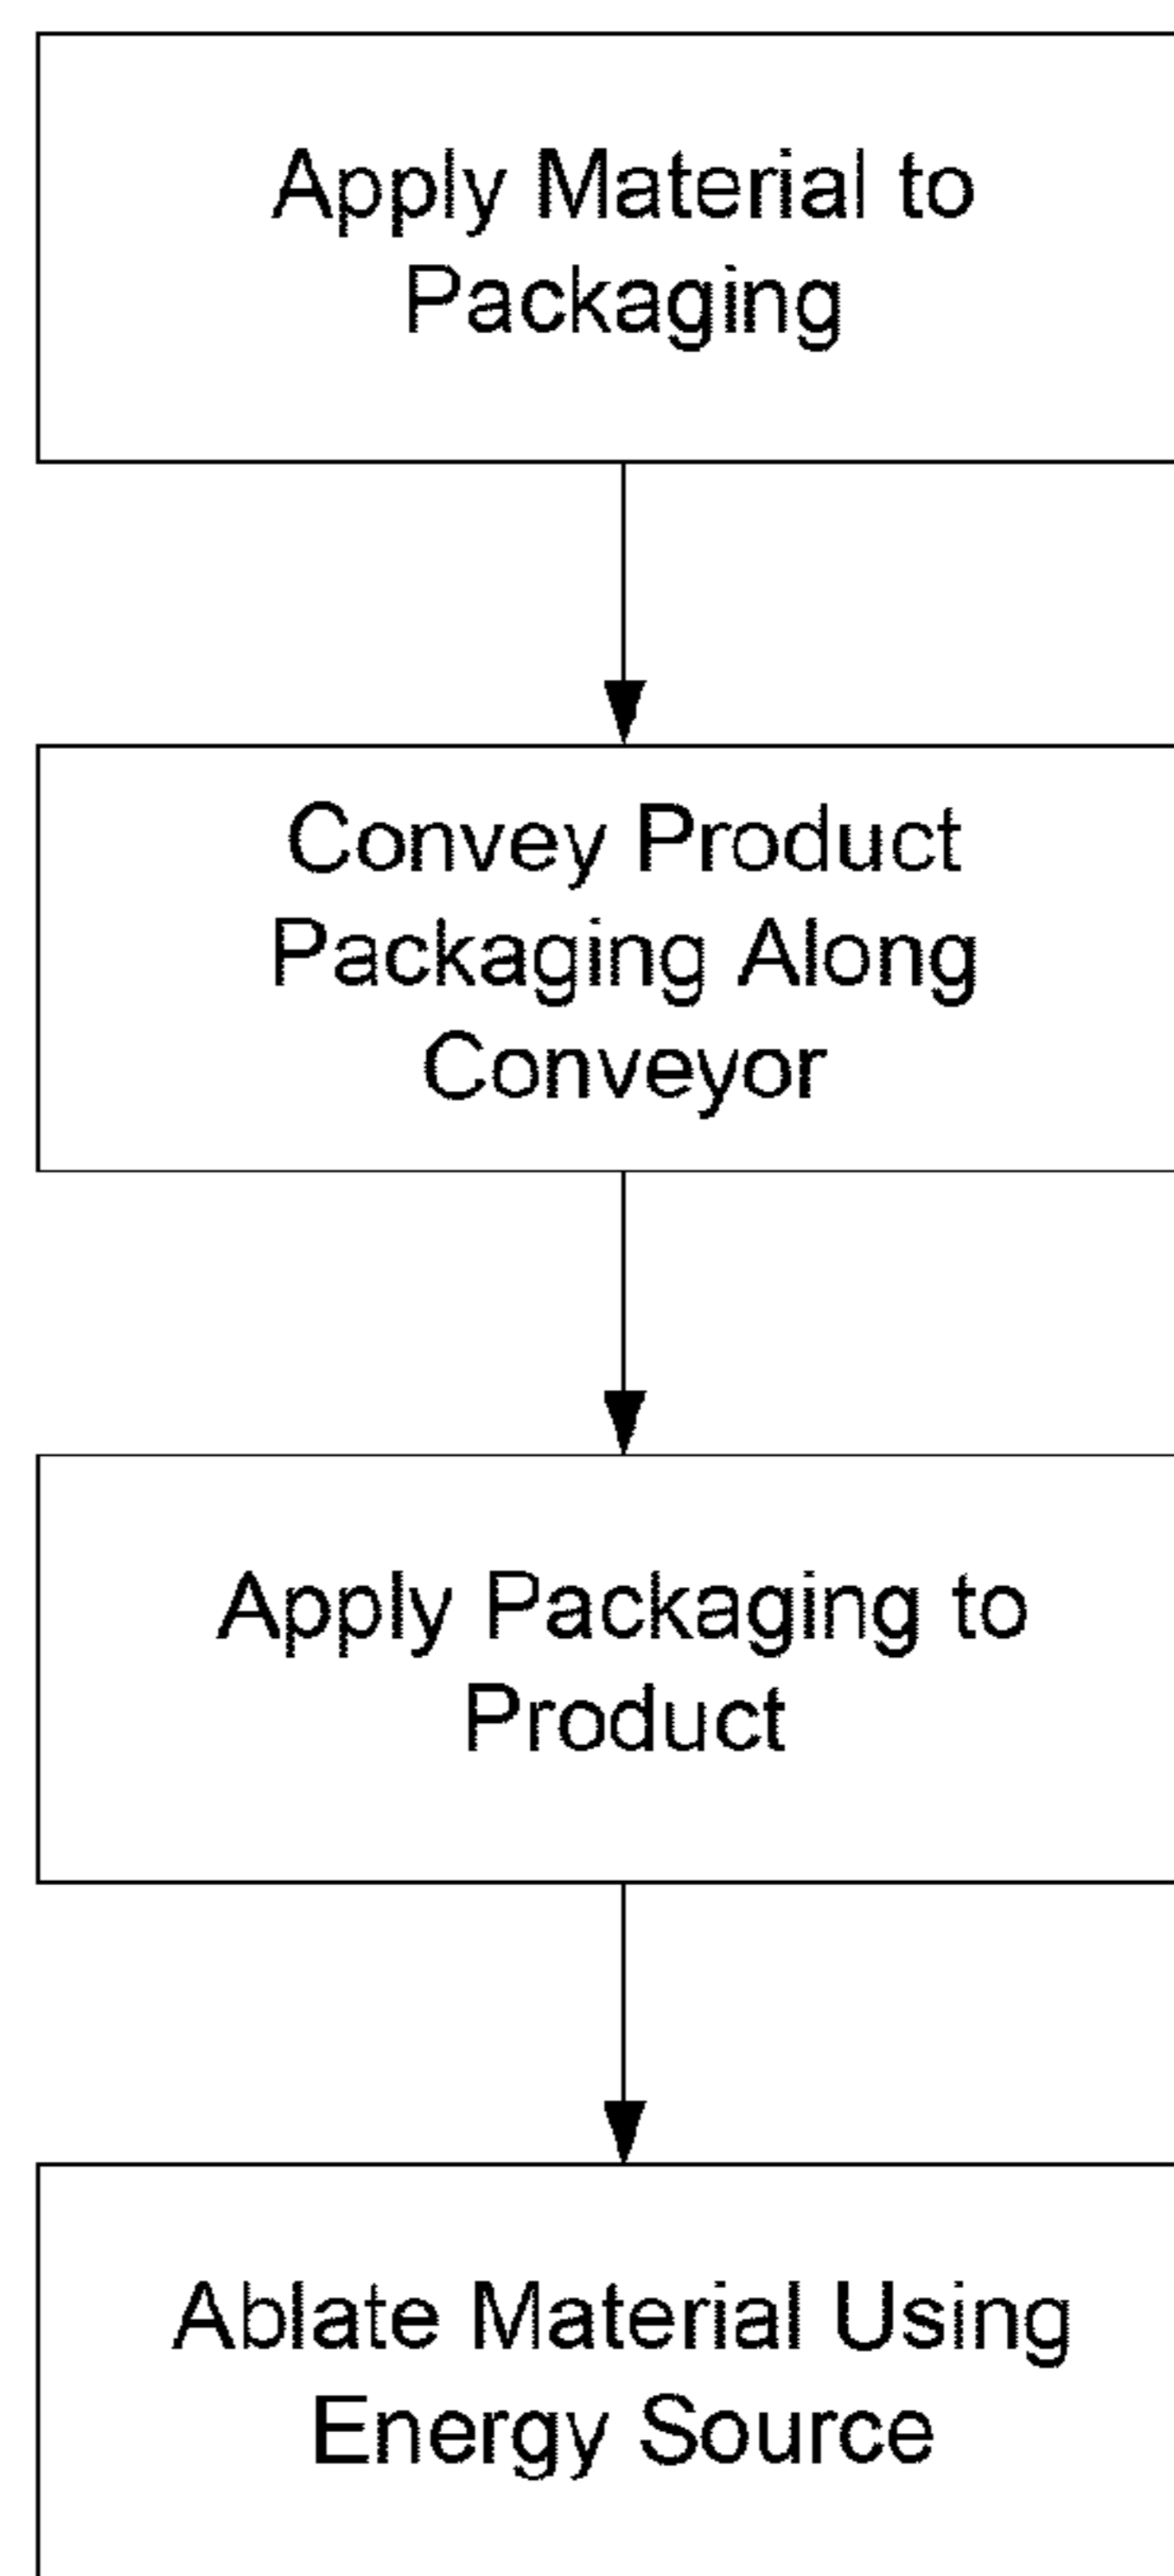 Apply Material to
Packaging
Convey Product
Packaging Along
Conveyor
Apply Packaging to
Product
Ablate Material Using
Energy Source